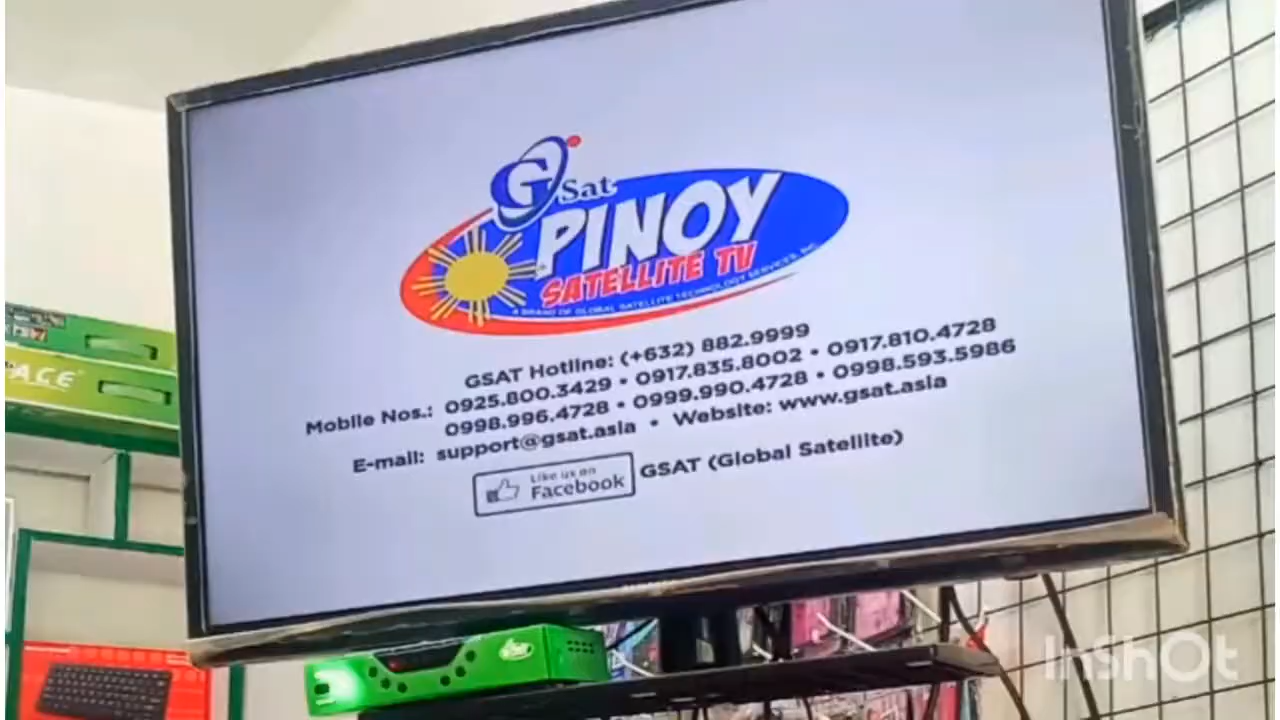 GSat
PINOY
SATELLITE TV
A BRAND OF GLOBAL SATELLITE TECHNOLOGY SERVICES, INC.
GSAT Hotline: (+632) 882.9999
Mobile Nos.: 0925.800.3429 • 0917.835.8002 • 0917.810.4728
0998.996.4728 • 0999.990.4728 • 0998.593.5986
E-mail: support@gsat.asia • Website: www.gsat.asia
Like us on
Facebook
GSAT (Global Satellite)
InShOt